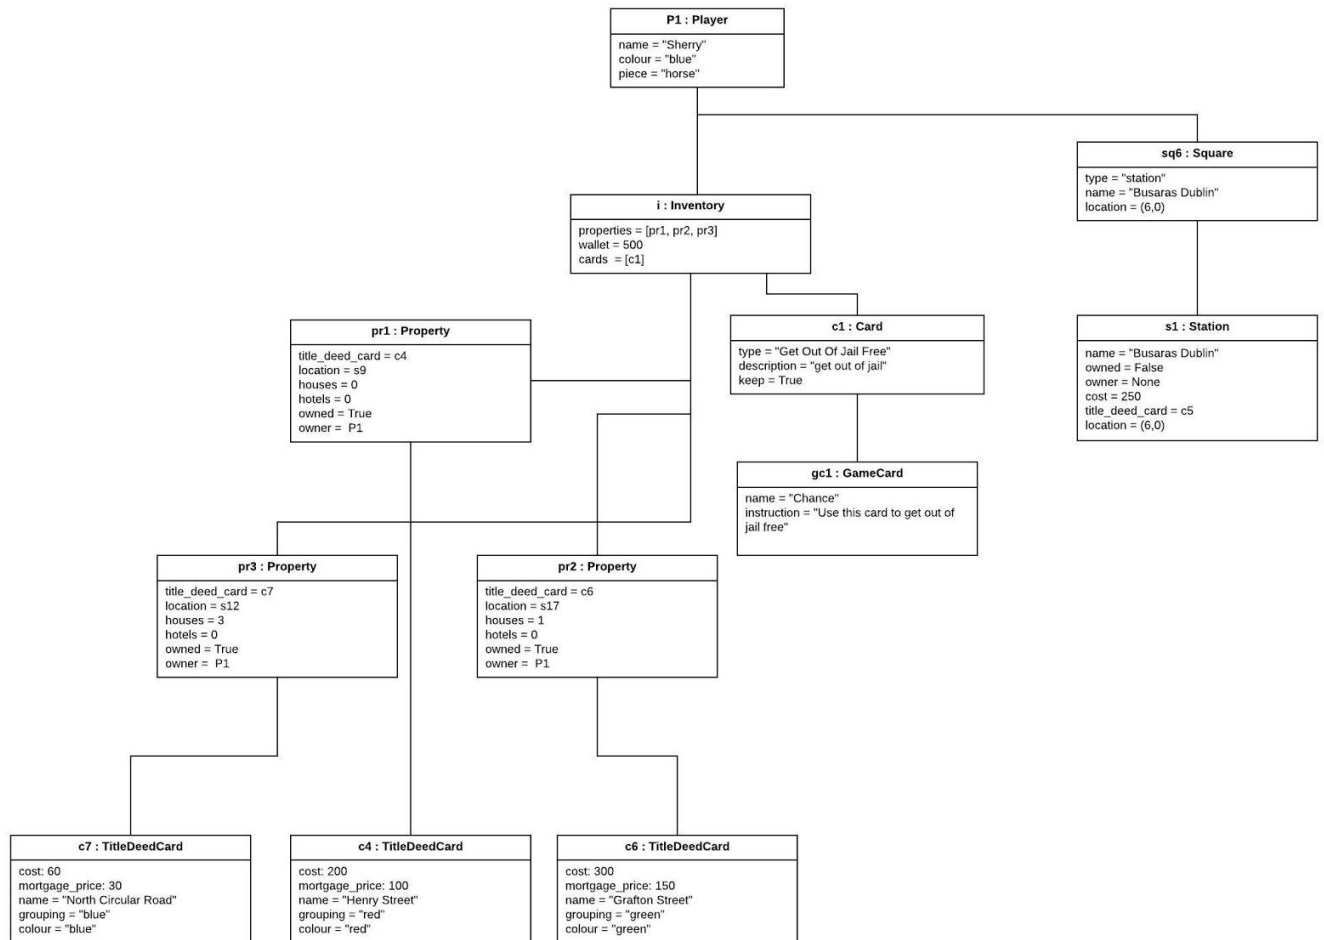 P1 : Player
name = "Sherry"
colour = "blue"
piece = "horse"
sq6 : Square
type = "station"
name = "Busaras Dublin"
location = (6,0)
i : Inventory
properties = [pr1, pr2, pr3]
wallet = 500
cards = [c1]
pr1 : Property
title_deed_card = c4
location = s9
houses = 0
hotels = 0
owned = True
owner = P1
c1 : Card
type = "Get Out Of Jail Free"
description = "get out of jail"
keep = True
s1 : Station
name = "Busaras Dublin"
owned = False
owner = None
cost = 250
title_deed_card = c5
location = (6,0)
gc1 : GameCard
name = "Chance"
instruction = "Use this card to get out of
jail free"
pr3 : Property
title_deed_card = c7
location = s12
houses = 3
hotels = 0
owned = True
owner = P1
pr2 : Property
title_deed_card = c6
location = s17
houses = 1
hotels = 0
owned = True
owner = P1
c7 : TitleDeedCard
cost: 60
mortgage_price: 30
name = "North Circular Road"
grouping = "blue"
colour = "blue"
c4 : TitleDeedCard
cost: 200
mortgage_price: 100
name = "Henry Street"
grouping = "red"
colour = "red"
c6 : TitleDeedCard
cost: 300
mortgage_price: 150
name = "Grafton Street"
grouping = "green"
colour = "green"